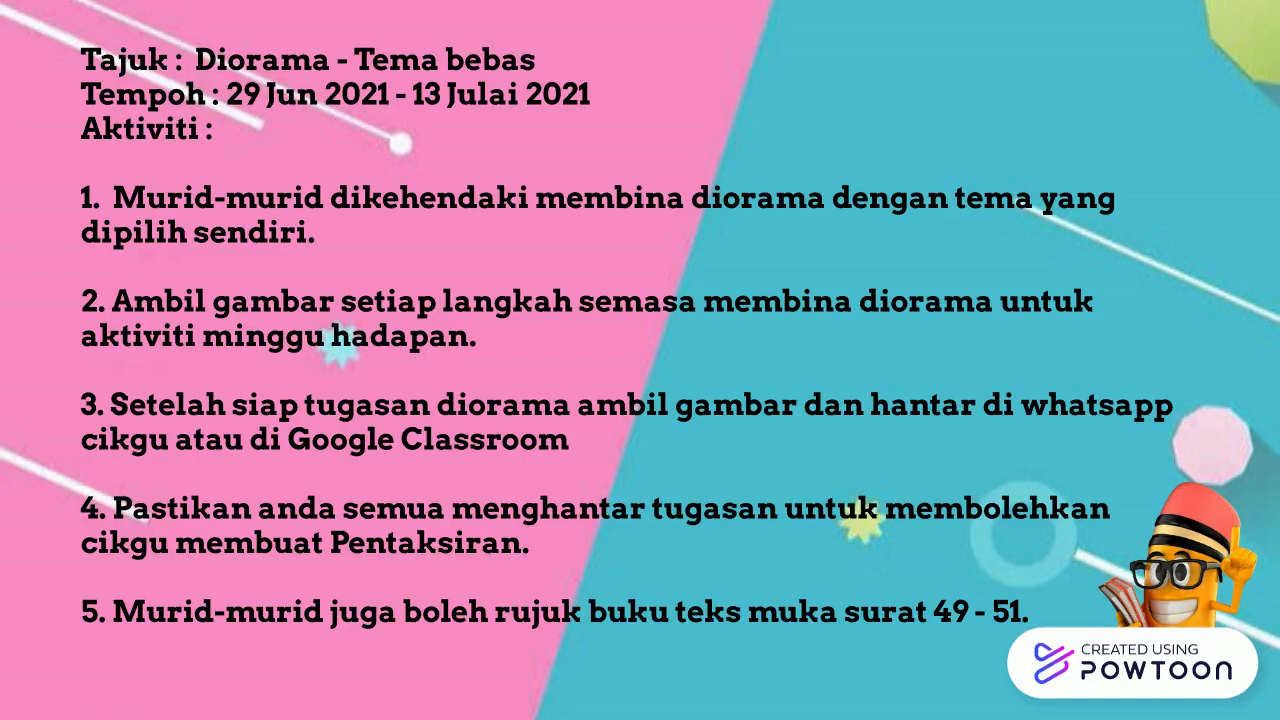 Tajuk :  Diorama - Tema bebas
Tempoh : 29 Jun 2021 - 13 Julai 2021
Aktiviti :
1.  Murid-murid dikehendaki membina diorama dengan tema yang
dipilih sendiri.
2. Ambil gambar setiap langkah semasa membina diorama untuk
aktiviti minggu hadapan.
3. Setelah siap tugasan diorama ambil gambar dan hantar di whatsapp
cikgu atau di Google Classroom
4. Pastikan anda semua menghantar tugasan untuk membolehkan
cikgu membuat Pentaksiran.
5. Murid-murid juga boleh rujuk buku teks muka surat 49 - 51.
CREATED USING
POWTOON